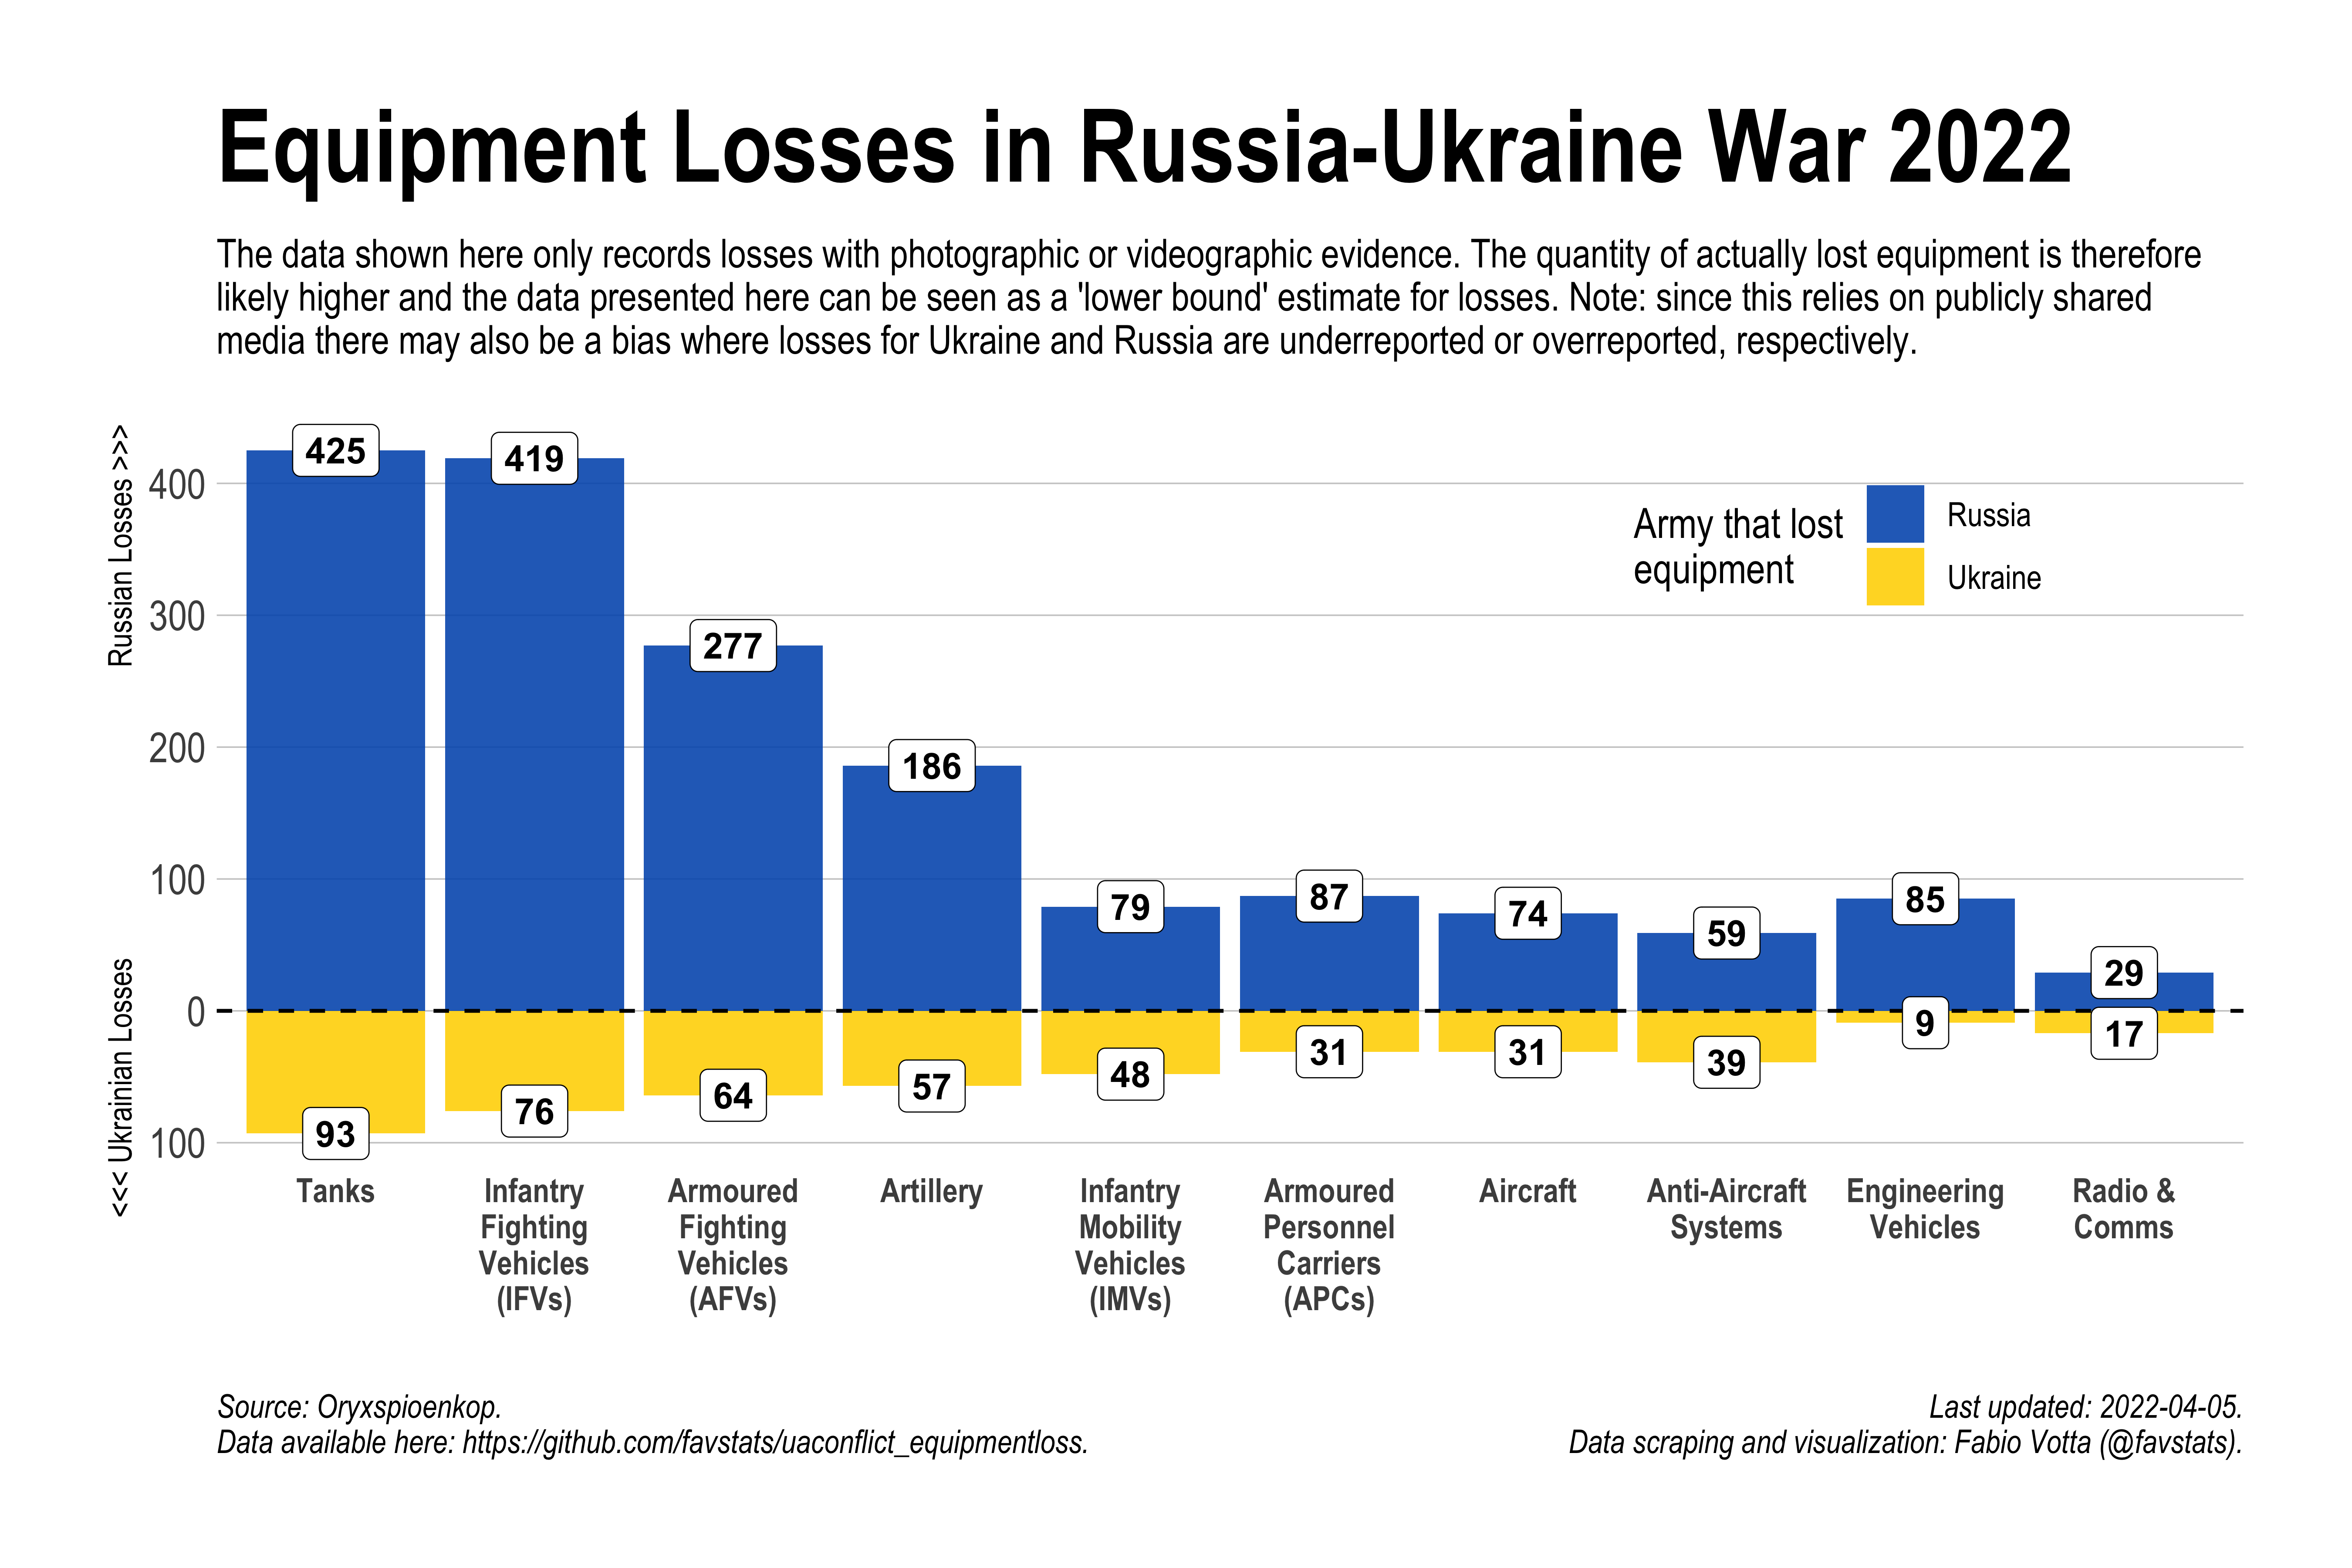 Equipment Losses in Russia-Ukraine War 2022
The data shown here only records losses with photographic or videographic evidence. The quantity of actually lost equipment is therefore
likely higher and the data presented here can be seen as a 'lower bound' estimate for losses. Note: since this relies on publicly shared
media there may also be a bias where losses for Ukraine and Russia are underreported or overreported, respectively.
Russian Losses >>>
<<< Ukrainian Losses
400
300
200
100
0
100
Army that lost
equipment
Russia
Ukraine
425
419
277
186
79
87
74
59
85
29
93
76
64
57
48
31
31
39
9
17
Tanks
Infantry
Fighting
Vehicles
(IFVs)
Armoured
Fighting
Vehicles
(AFVs)
Artillery
Infantry
Mobility
Vehicles
(IMVs)
Armoured
Personnel
Carriers
(APCs)
Aircraft
Anti-Aircraft
Systems
Engineering
Vehicles
Radio &
Comms
Source: Oryxspioenkop.
Data available here: https://github.com/favstats/uaconflict_equipmentloss.
Last updated: 2022-04-05.
Data scraping and visualization: Fabio Votta (@favstats).